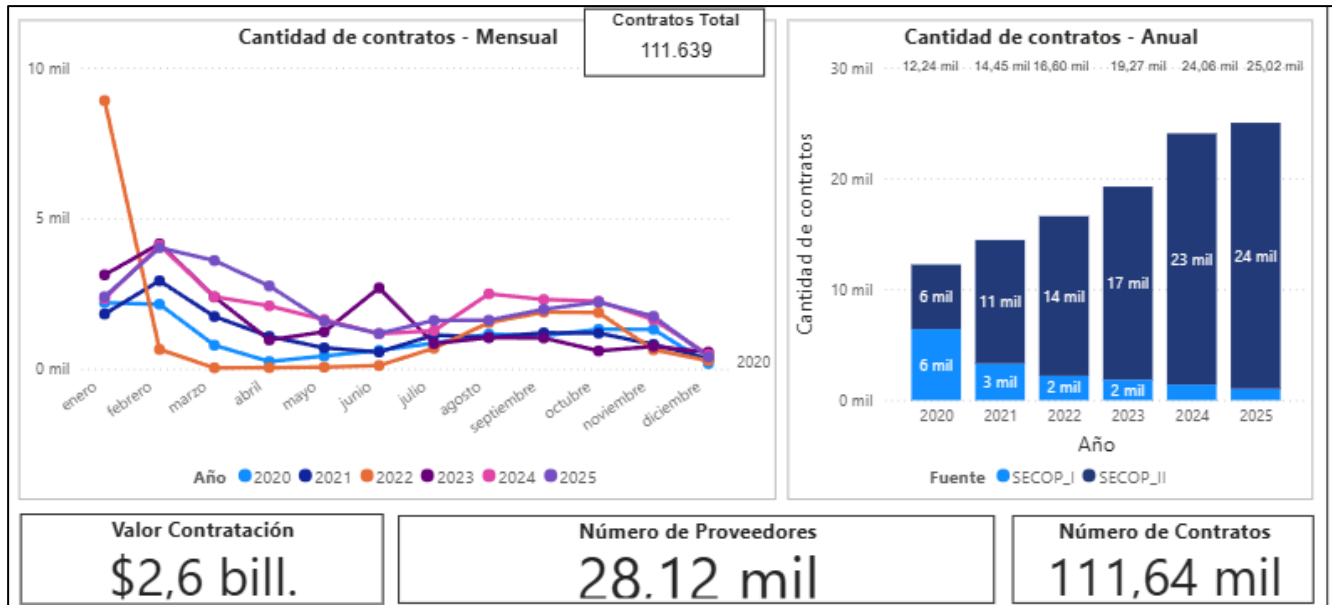 Cantidad de contratos - Mensual
Contratos Total
111.639
10 mil
5 mil
0 mil
2020
enero
febrero
marzo
abril
mayo
junio
julio
agosto
septiembre
octubre
noviembre
diciembre
Año 2020 2021 2022 2023 2024 2025
Cantidad de contratos - Anual
12,24 mil 14,45 mil 16,60 mil 19,27 mil 24,06 mil 25,02 mil
30 mil
20 mil
10 mil
0 mil
Cantidad de contratos
6 mil 11 mil 14 mil 17 mil 23 mil 24 mil
6 mil 3 mil 2 mil 2 mil
2020 2021 2022 2023 2024 2025
Año
Fuente SECOP_I SECOP_II
Valor Contratación
$2,6 bill.
Número de Proveedores
28.12 mil
Número de Contratos
111,64 mil